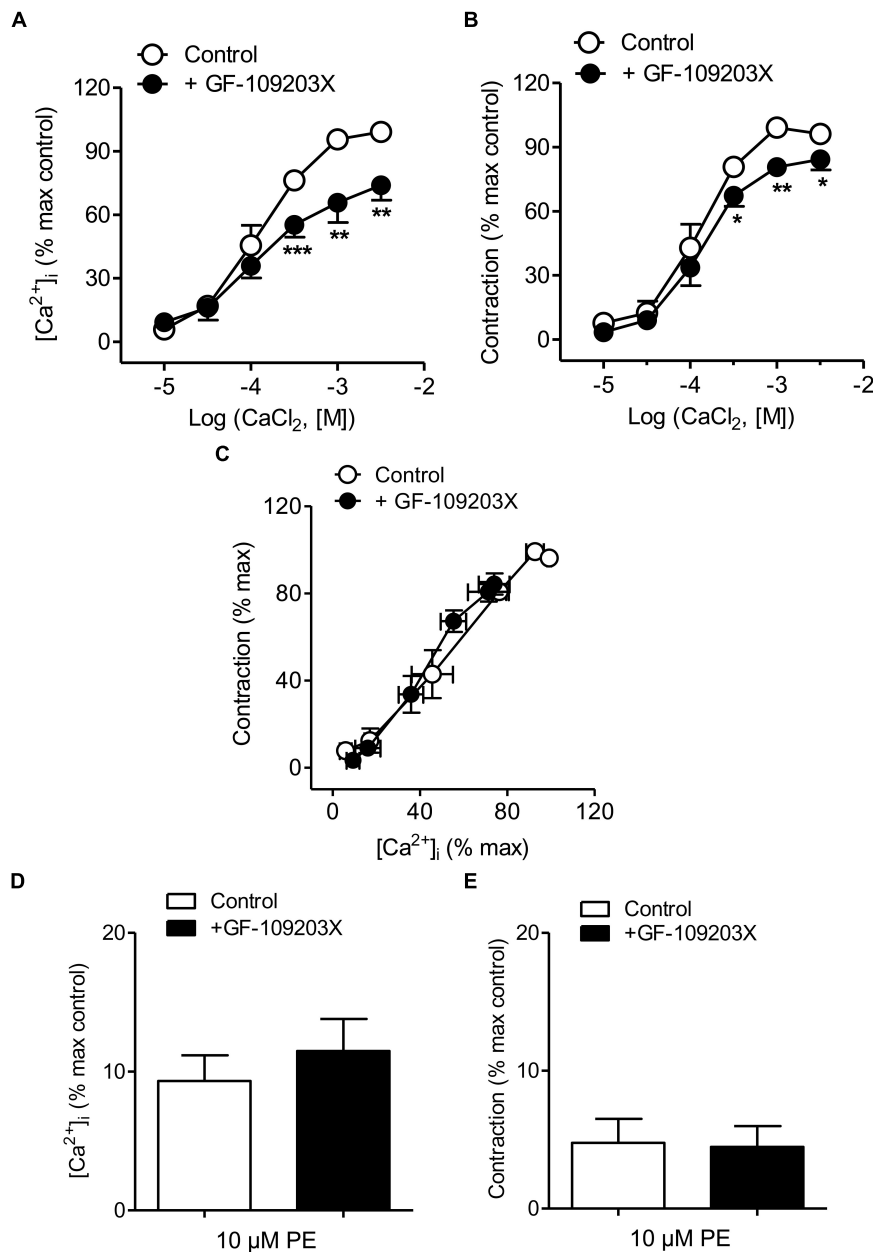 A
Control
+ GF-109203X
120
90
60
30
0
[Ca²⁺]ᵢ (% max control)
***
**
**
-5
-4
-3
-2
Log (CaCl₂, [M])
B
Control
+ GF-109203X
120
90
60
30
0
Contraction (% max control)
*
**
*
-5
-4
-3
-2
Log (CaCl₂, [M])
C
Control
+ GF-109203X
120
80
40
0
Contraction (% max)
0
40
80
120
[Ca²⁺]ᵢ (% max)
D
Control
+GF-109203X
20
10
0
[Ca²⁺]ᵢ (% max control)
10 µM PE
E
Control
+GF-109203X
20
10
0
Contraction (% max control)
10 µM PE